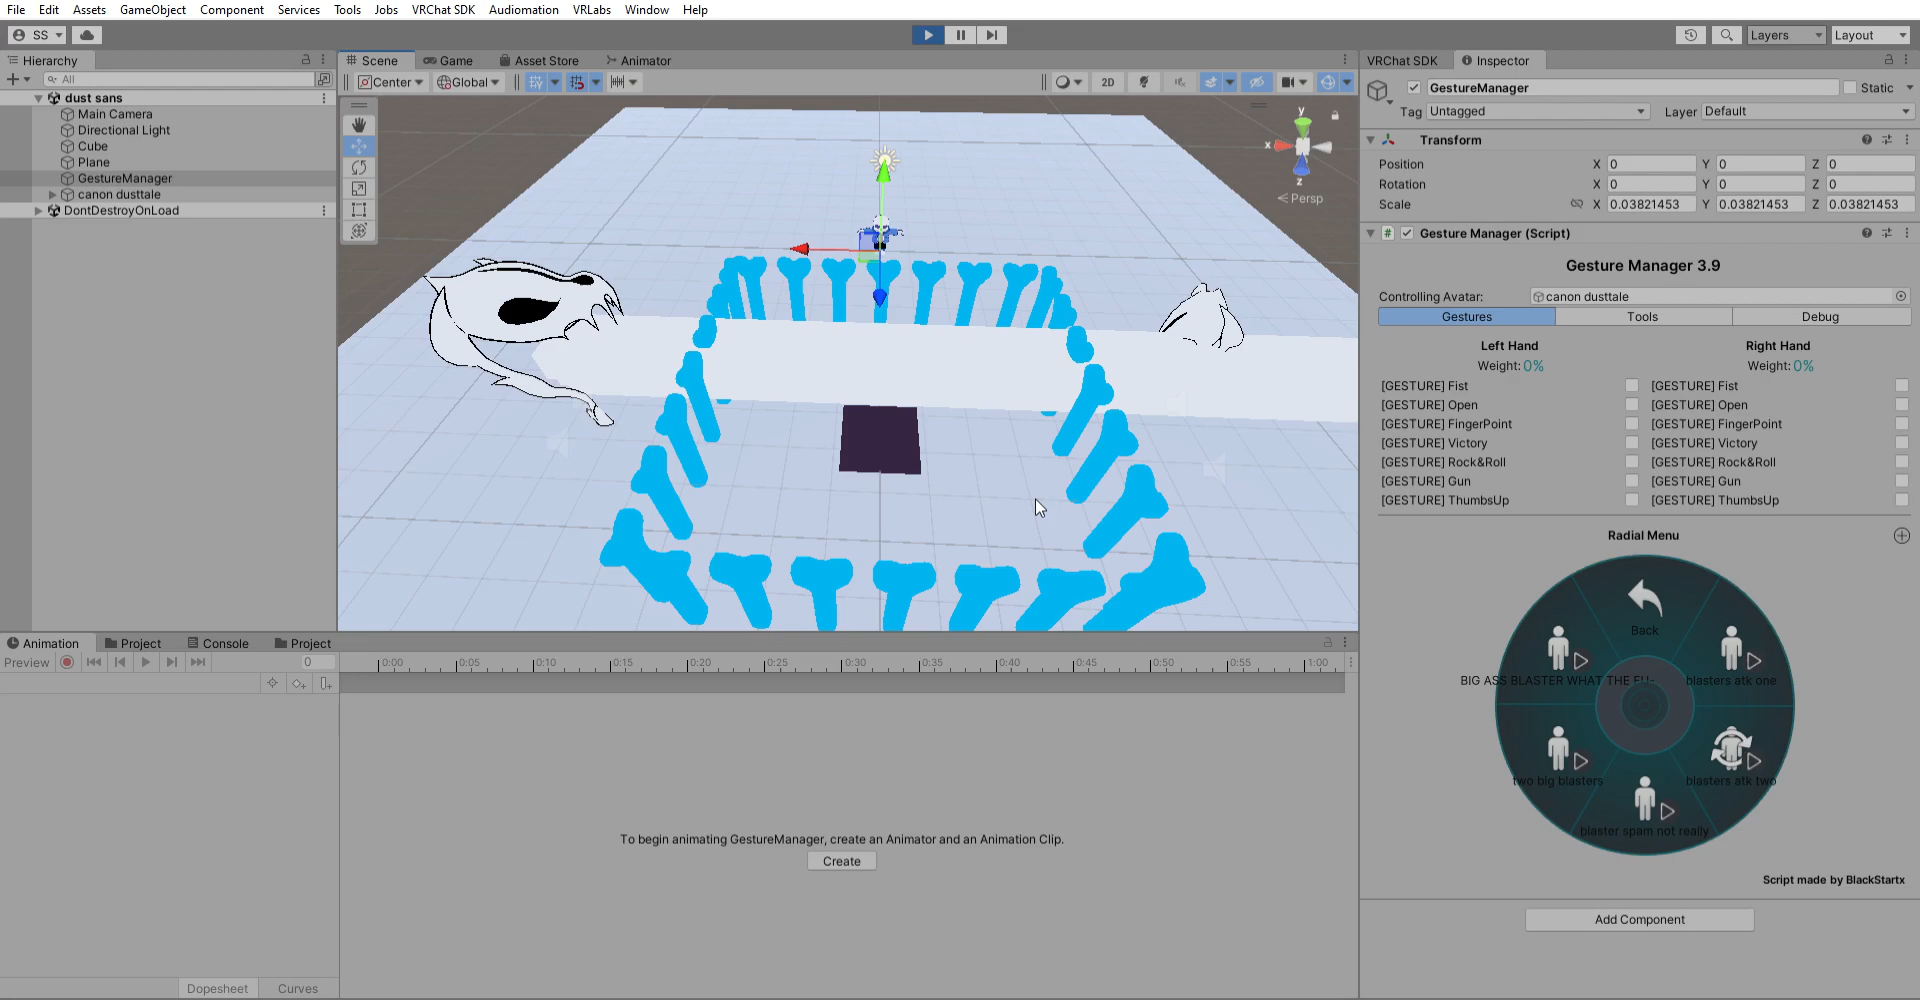 File Edit Assets GameObject Component Services Tools Jobs VRChat SDK Audiomation VRLabs Window Help
SS
Layers Layout
Hierarchy
All
dust sans
Main Camera
Directional Light
Cube
Plane
GestureManager
canon dusttale
DontDestroyOnLoad
Scene Game Asset Store Animator
Center Global 2D
y
x
z
Persp
Animation Project Console Project
Preview 0
0:00 0:05 0:10 0:15 0:20 0:25 0:30 0:35 0:40 0:45 0:50 0:55 1:00
To begin animating GestureManager, create an Animator and an Animation Clip.
Create
Dopesheet Curves
VRChat SDK Inspector
GestureManager Static
Tag Untagged Layer Default
Transform
Position X 0 Y 0 Z 0
Rotation X 0 Y 0 Z 0
Scale X 0.03821453 Y 0.03821453 Z 0.03821453
# Gesture Manager (Script)
Gesture Manager 3.9
Controlling Avatar: canon dusttale
Gestures Tools Debug
Left Hand Right Hand
Weight: 0% Weight: 0%
[GESTURE] Fist [GESTURE] Fist
[GESTURE] Open [GESTURE] Open
[GESTURE] FingerPoint [GESTURE] FingerPoint
[GESTURE] Victory [GESTURE] Victory
[GESTURE] Rock&Roll [GESTURE] Rock&Roll
[GESTURE] Gun [GESTURE] Gun
[GESTURE] ThumbsUp [GESTURE] ThumbsUp
Radial Menu
Back
BIG ASS BLASTER WHAT THE FU- blasters atk one
two big blasters blasters atk two
blaster spam not really
Script made by BlackStartx
Add Component